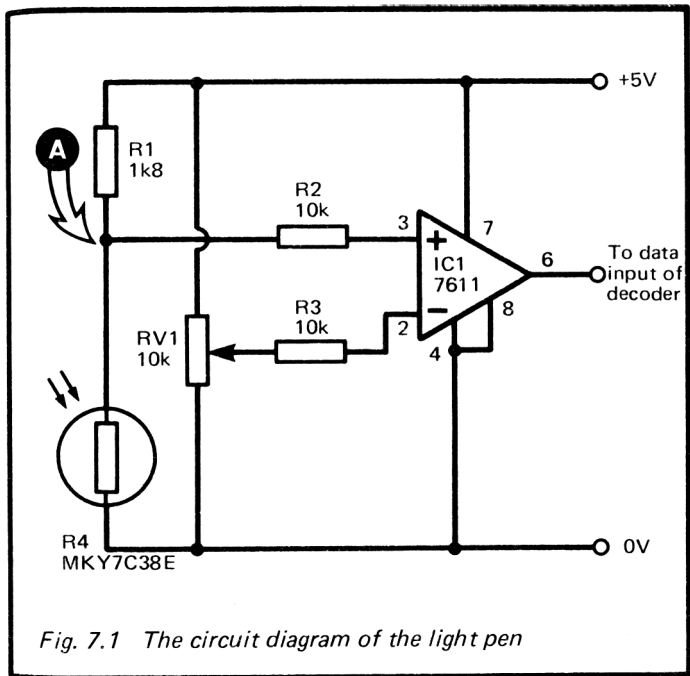 +5V
A
R1
1k8
R2
10k
3
+
7
IC1
7611
6
To data
input of
decoder
−
8
R3
10k
2
RV1
10k
4
R4
MKY7C38E
0V
Fig. 7.1 The circuit diagram of the light pen